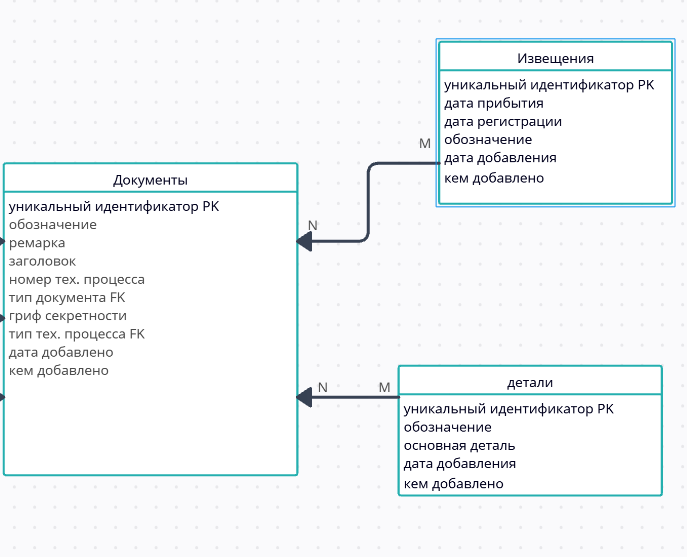 Извещения
уникальный идентификатор PK
дата прибытия
дата регистрации
обозначение
дата добавления
кем добавлено
M
N
Документы
уникальный идентификатор PK
обозначение
ремарка
заголовок
номер тех. процесса
тип документа FK
гриф секретности
тип тех. процесса FK
дата добавлено
кем добавлено
N
M
детали
уникальный идентификатор PK
обозначение
основная деталь
дата добавления
кем добавлено